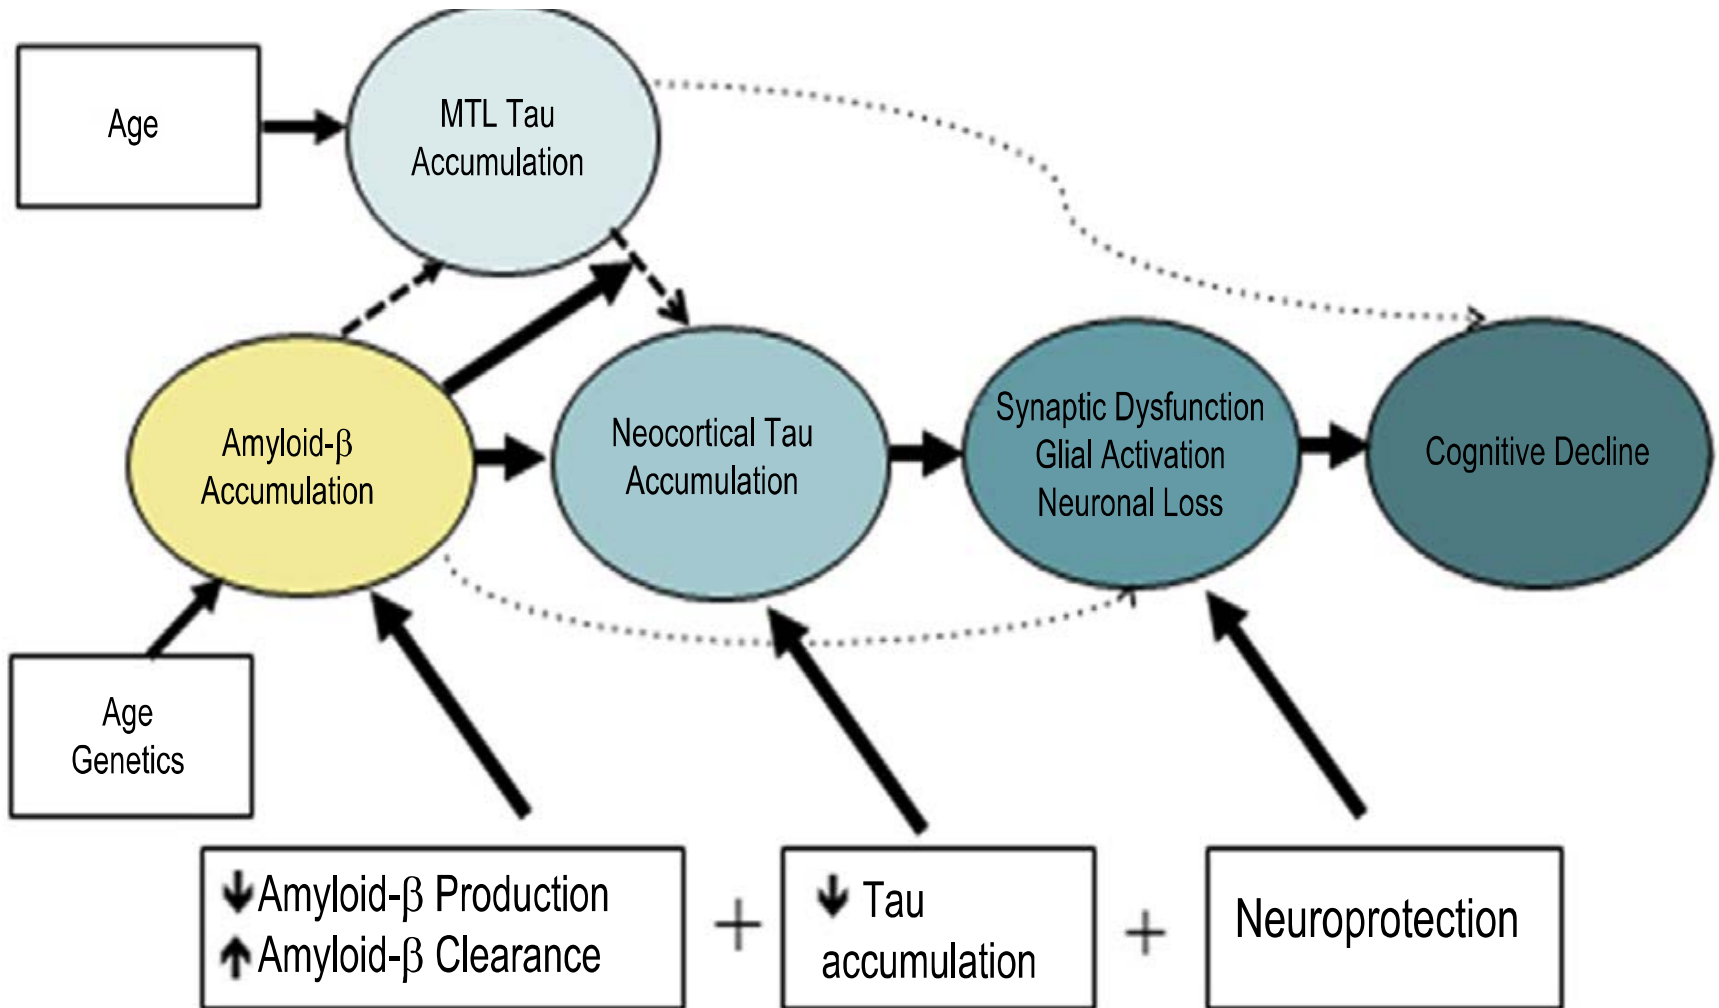 Age
MTL Tau
Accumulation
Amyloid-β
Accumulation
Neocortical Tau
Accumulation
Synaptic Dysfunction
Glial Activation
Neuronal Loss
Cognitive Decline
Age
Genetics
↓Amyloid-β Production
↑Amyloid-β Clearance
+
↓ Tau
accumulation
+
Neuroprotection